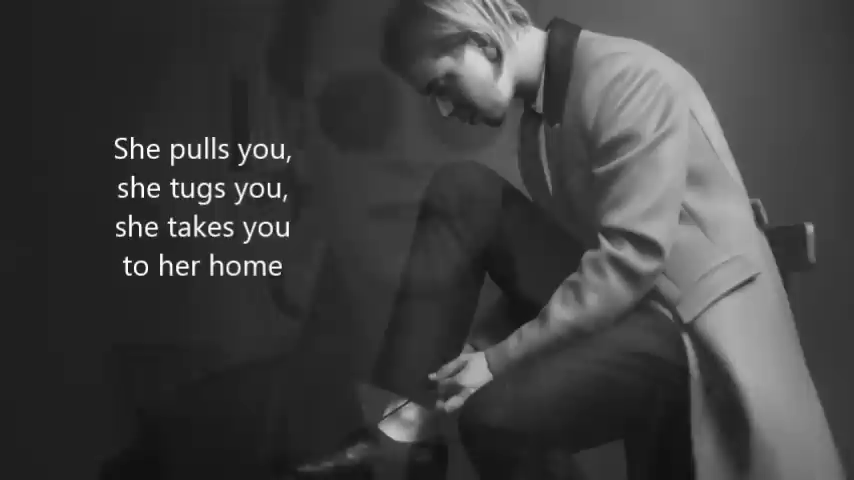 She pulls you,
she tugs you,
she takes you
to her home